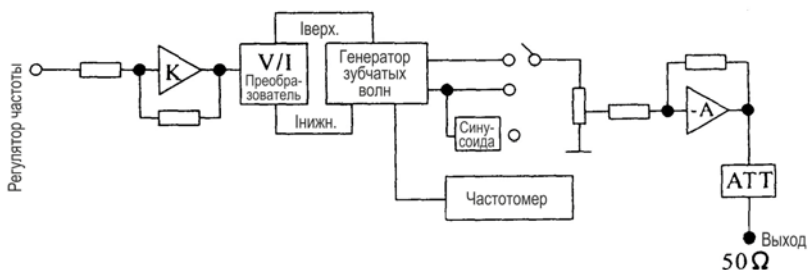 Регулятор частоты
K
V/I
Преобра-
зователь
Iверх.
Iнижн.
Генератор
зубчатых
волн
Сину-
соида
Частотомер
-A
ATT
Выход
50Ω